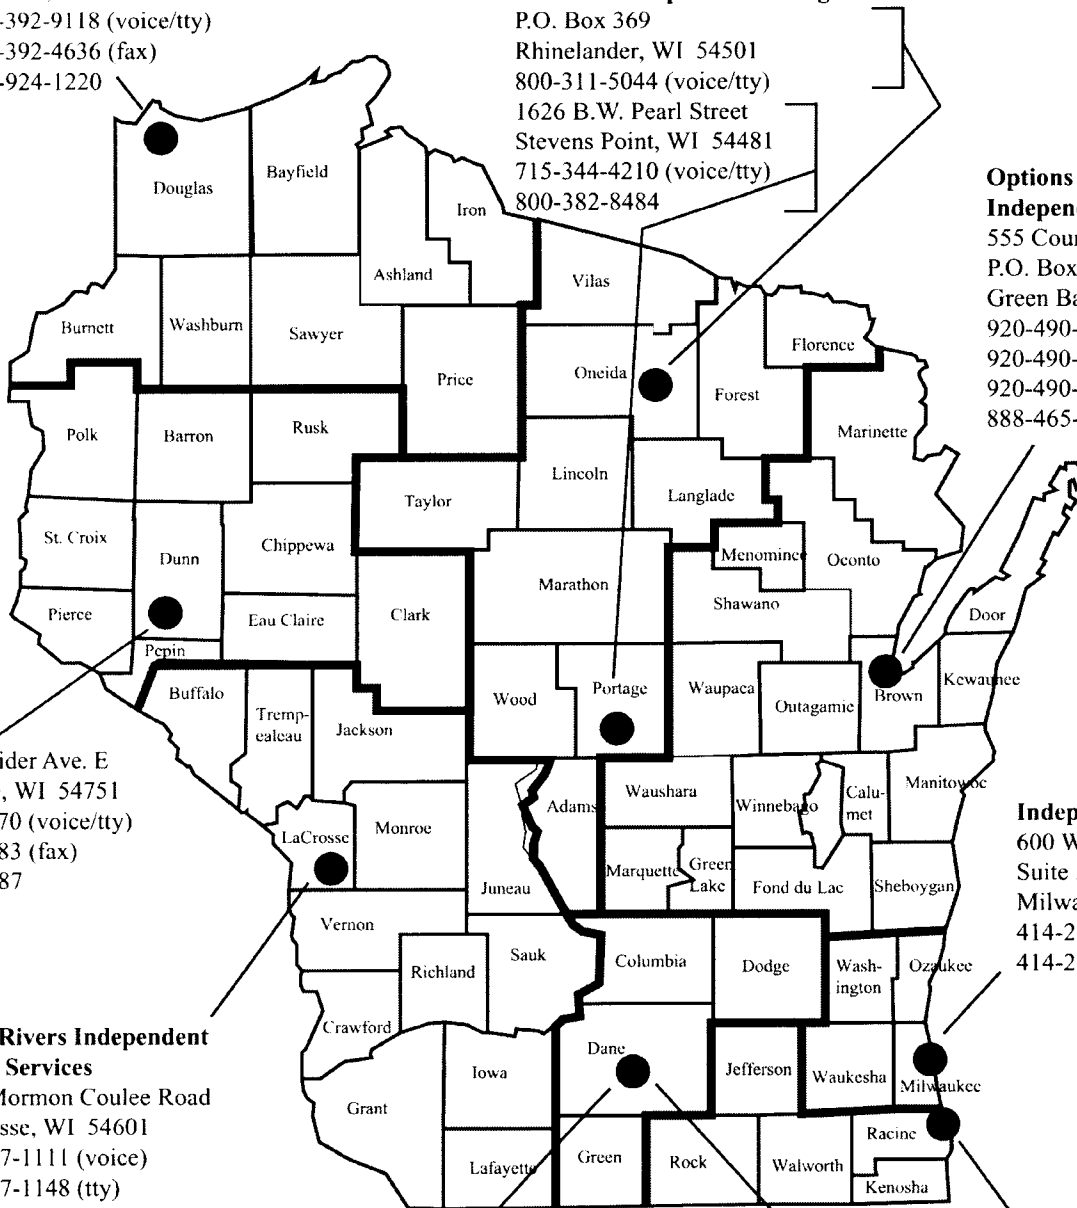 -392-9118 (voice/tty)
-392-4636 (fax)
-924-1220
P.O. Box 369
Rhinelander, WI 54501
800-311-5044 (voice/tty)
1626 B.W. Pearl Street
Stevens Point, WI 54481
715-344-4210 (voice/tty)
800-382-8484
Options
Indepen
555 Cour
P.O. Box
Green Ba
920-490-
920-490-
920-490-
888-465-
Douglas
Bayfield
Iron
Ashland
Vilas
Burnett
Washburn
Sawyer
Florence
Price
Oneida
Forest
Polk
Barron
Rusk
Marinette
Lincoln
Langlade
Taylor
St. Croix
Dunn
Chippewa
Menominee
Oconto
Marathon
Shawano
Pierce
Eau Claire
Clark
Door
Pepin
Buffalo
Wood
Portage
Waupaca
Brown
Kewaunee
Tremp-
ealeau
Jackson
Outagamie
ider Ave. E
, WI 54751
70 (voice/tty)
83 (fax)
87
Adams
Waushara
Winnebago
Calu-
met
Manitowoc
LaCrosse
Monroe
Juneau
Marquette
Green
Lake
Fond du Lac
Sheboygan
Indep
600 W
Suite
Milwa
414-2
414-2
Vernon
Richland
Sauk
Columbia
Dodge
Wash-
ington
Ozaukee
Crawford
Rivers Independent
Services
Mormon Coulee Road
sse, WI 54601
7-1111 (voice)
7-1148 (tty)
Iowa
Dane
Jefferson
Waukesha
Milwaukee
Grant
Lafayette
Green
Rock
Walworth
Racine
Kenosha